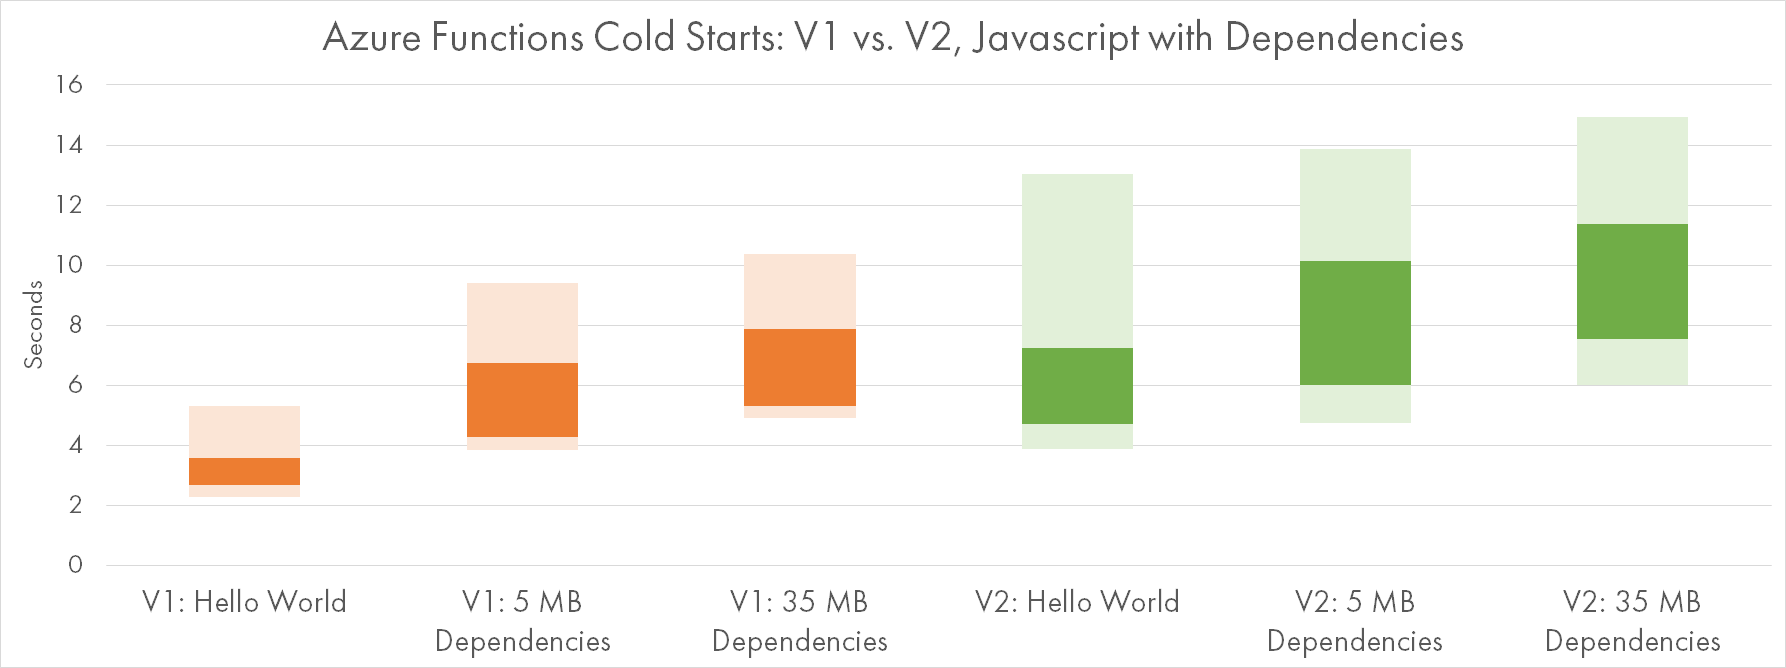 Azure Functions Cold Starts: V1 vs. V2, Javascript with Dependencies
16
14
12
10
8
6
4
2
0
Seconds
V1: Hello World
V1: 5 MB
Dependencies
V1: 35 MB
Dependencies
V2: Hello World
V2: 5 MB
Dependencies
V2: 35 MB
Dependencies